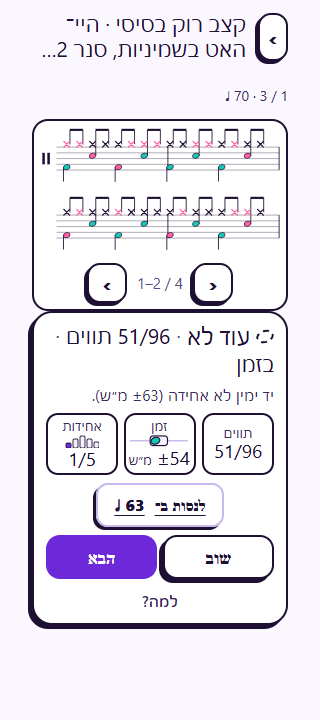 קצב רוק בסיסי · היי־
האט בשמיניות, סנר 2...
1 / 3 · 70 ♩
1–2 / 4
עוד לא · 51/96 תווים ·
בזמן
יד ימין לא אחידה (±63 מ״ש).
תווים
51/96
זמן
±54 מ״ש
אחידות
1/5
לנסות ב־ 63 ♩
שוב
הבא
למה?